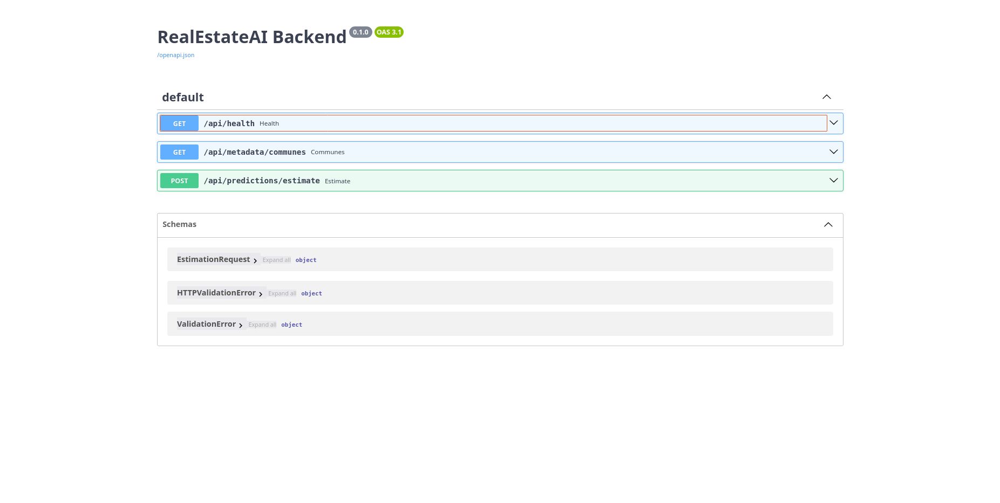 RealEstateAI Backend 0.1.0 OAS 3.1
/openapi.json
default
GET /api/health Health
GET /api/metadata/communes Communes
POST /api/predictions/estimate Estimate
Schemas
EstimationRequest Expand all object
HTTPValidationError Expand all object
ValidationError Expand all object